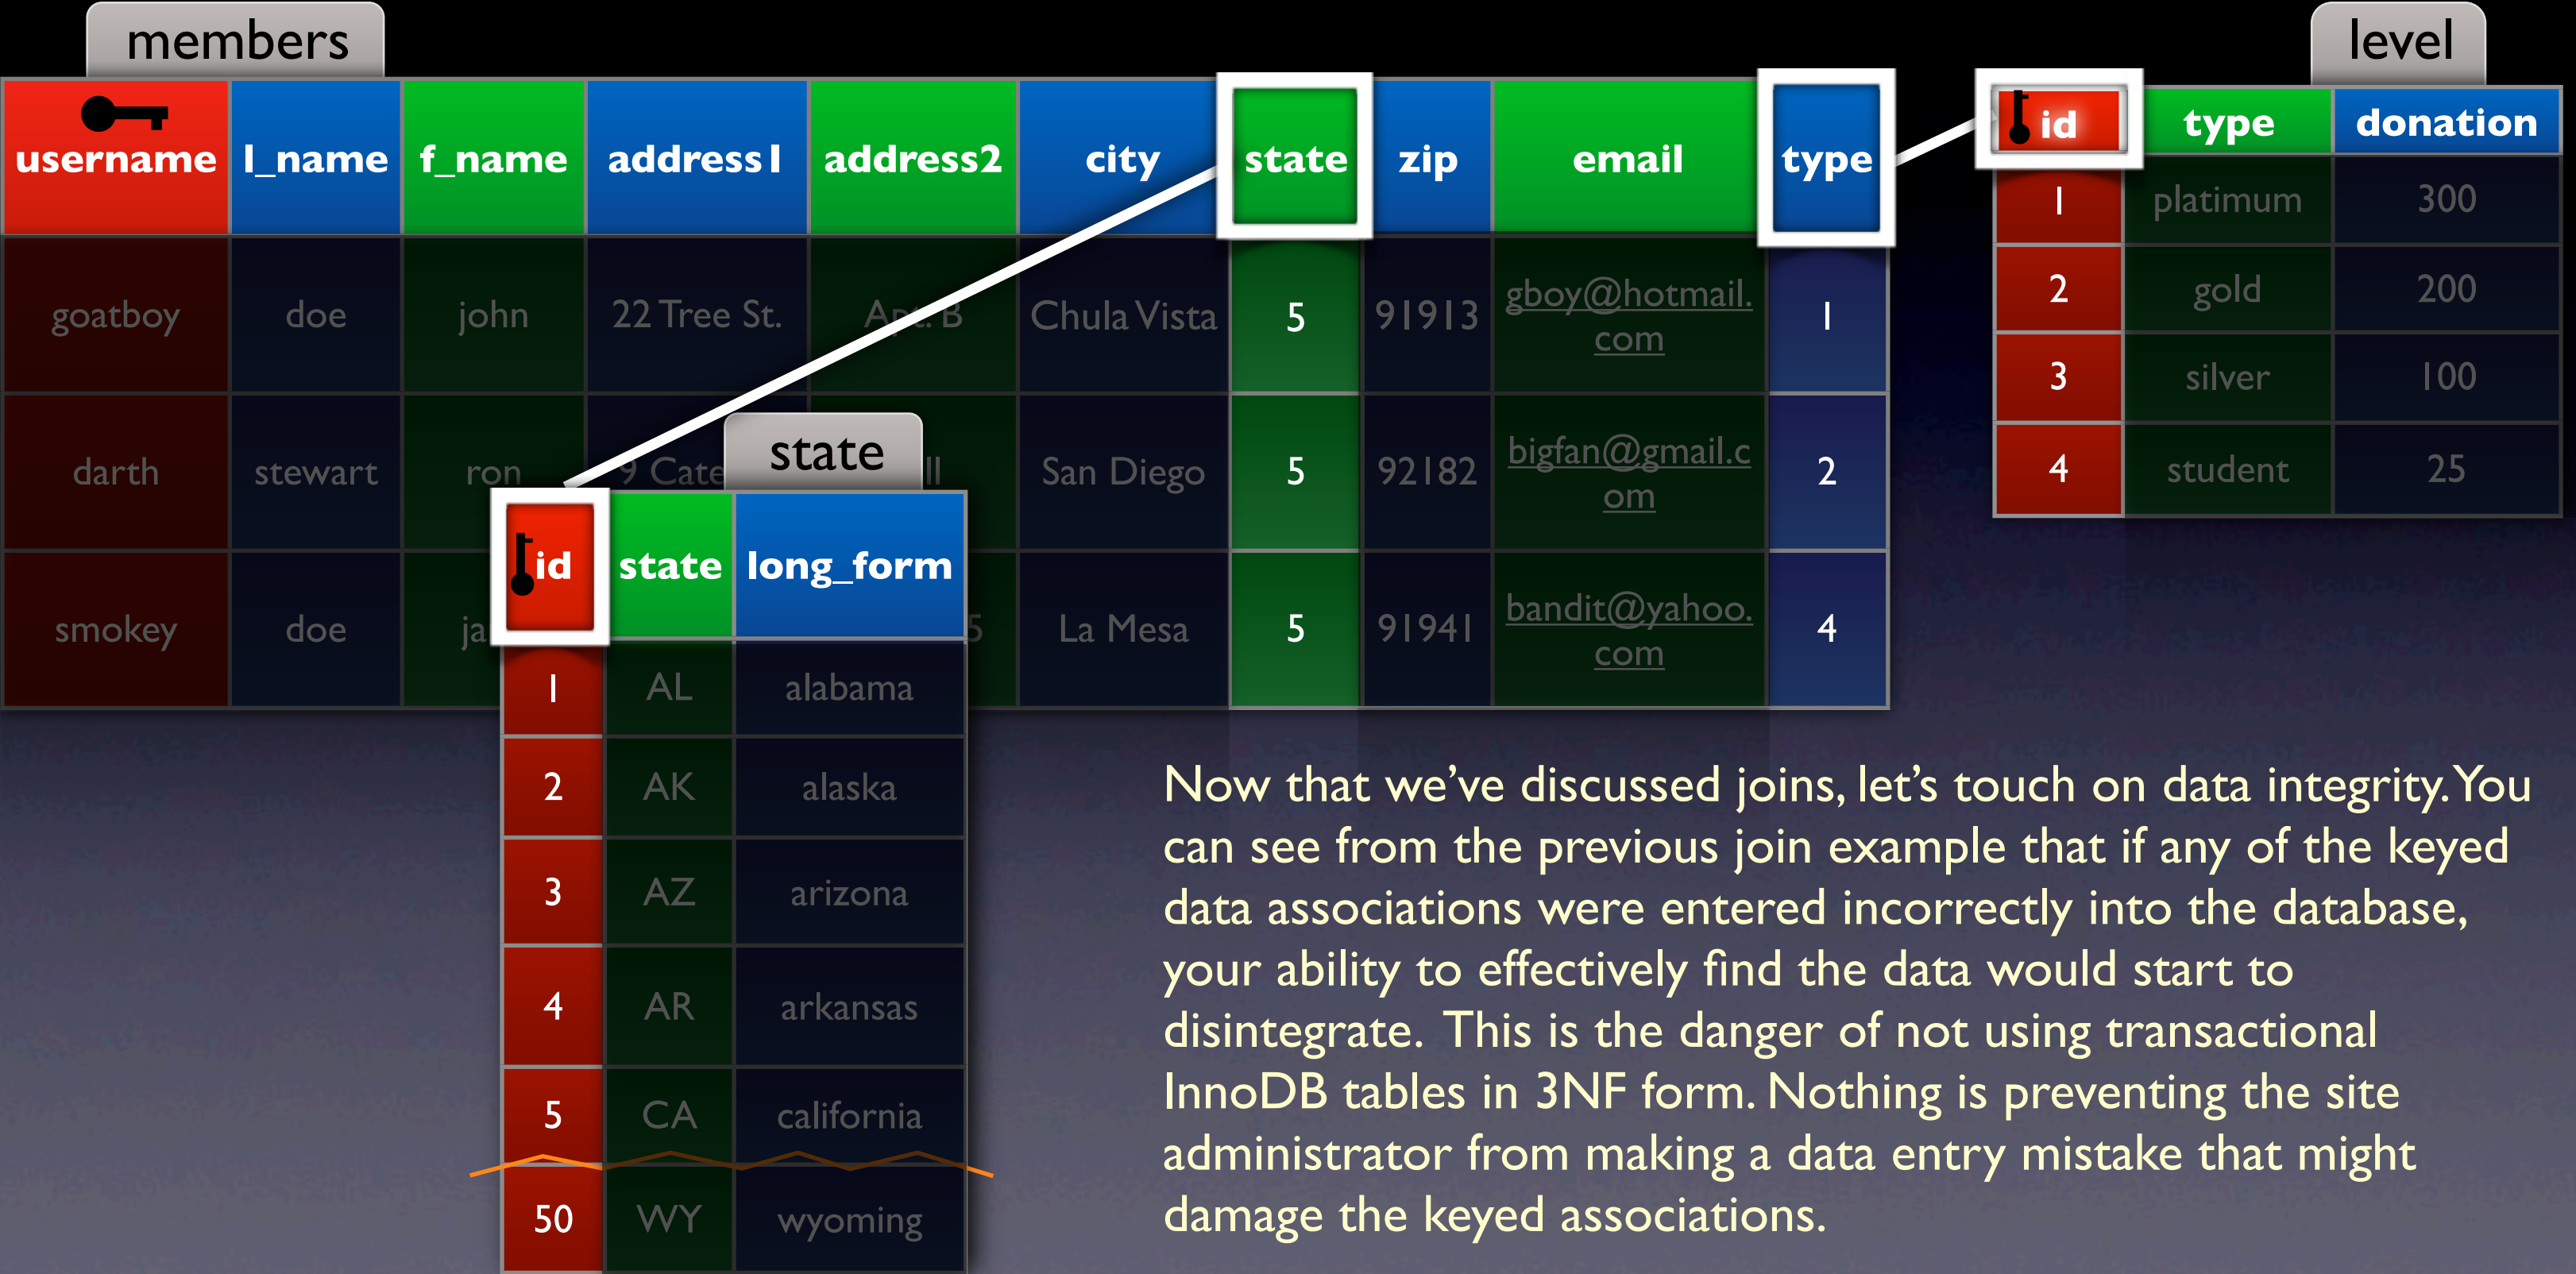 members
username l_name f_name address1 address2 city state zip email type
goatboy doe john 22 Tree St. Apt. B Chula Vista 5 91913 gboy@hotmail.
com 1
darth stewart ron 9 Cate San Diego 5 92182 bigfan@gmail.c
om 2
smokey doe La Mesa 5 91941 bandit@yahoo.
com 4
level
id type donation
1 platimum 300
2 gold 200
3 silver 100
4 student 25
state
id state long_form
1 AL alabama
2 AK alaska
3 AZ arizona
4 AR arkansas
5 CA california
50 WY wyoming
Now that we’ve discussed joins, let’s touch on data integrity. You
can see from the previous join example that if any of the keyed
data associations were entered incorrectly into the database,
your ability to effectively find the data would start to
disintegrate. This is the danger of not using transactional
InnoDB tables in 3NF form. Nothing is preventing the site
administrator from making a data entry mistake that might
damage the keyed associations.